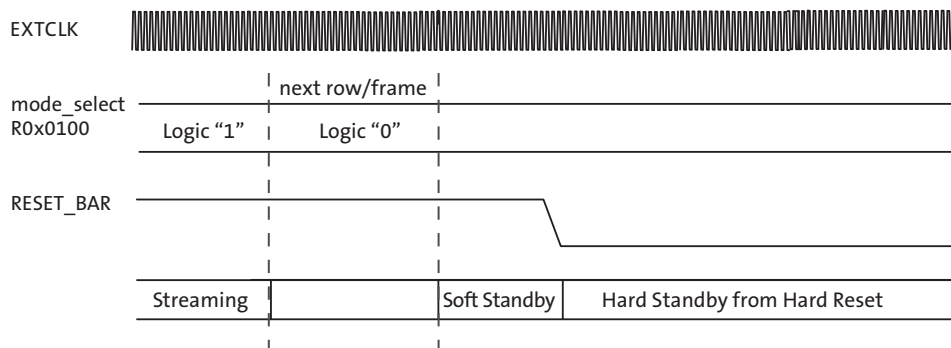 EXTCLK
next row/frame
mode_select
R0x0100
Logic “1”
Logic “0”
RESET_BAR
Streaming
Soft Standby
Hard Standby from Hard Reset